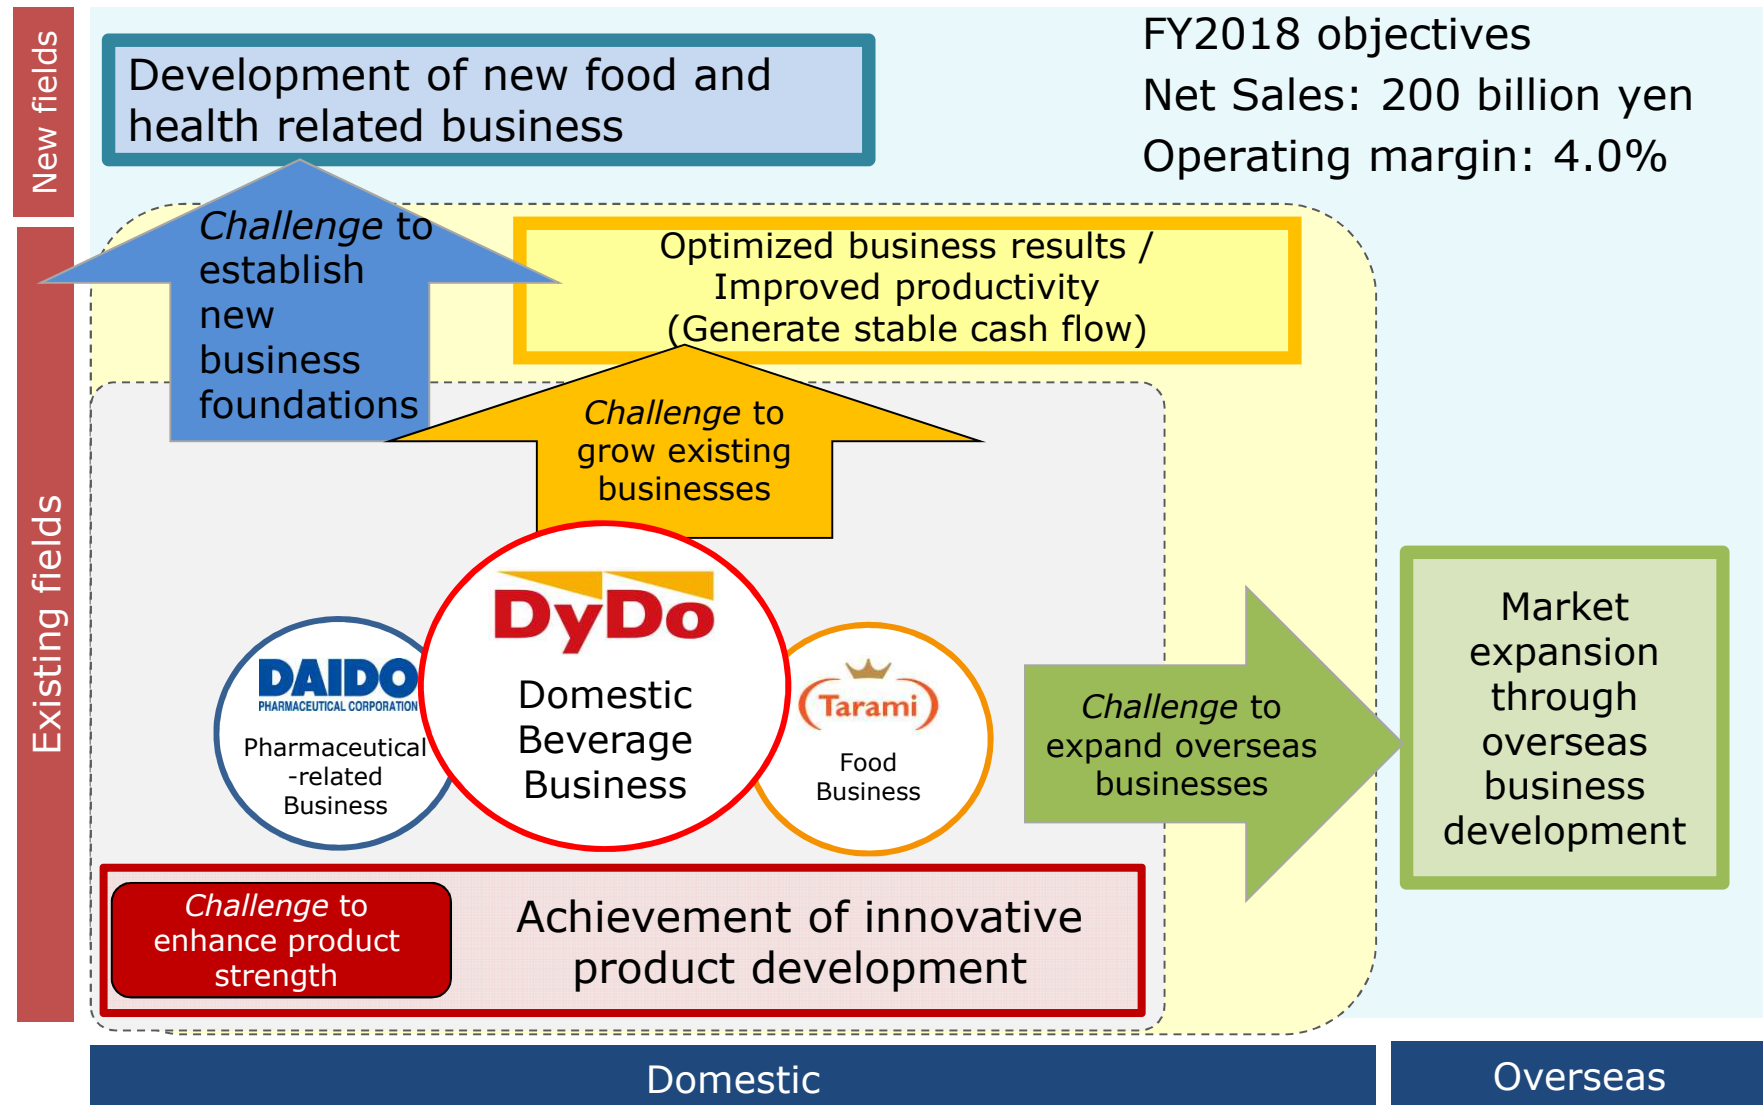 New fields
Development of new food and
health related business
FY2018 objectives
Net Sales: 200 billion yen
Operating margin: 4.0%
Existing fields
Challenge to
establish
new
business
foundations
Optimized business results /
Improved productivity
(Generate stable cash flow)
Challenge to
grow existing
businesses
DAIDO
PHARMACEUTICAL CORPORATION
Pharmaceutical
-related
Business
DyDo
Domestic
Beverage
Business
Tarami
Food
Business
Challenge to
expand overseas
businesses
Market
expansion
through
overseas
business
development
Challenge to
enhance product
strength
Achievement of innovative
product development
Domestic
Overseas